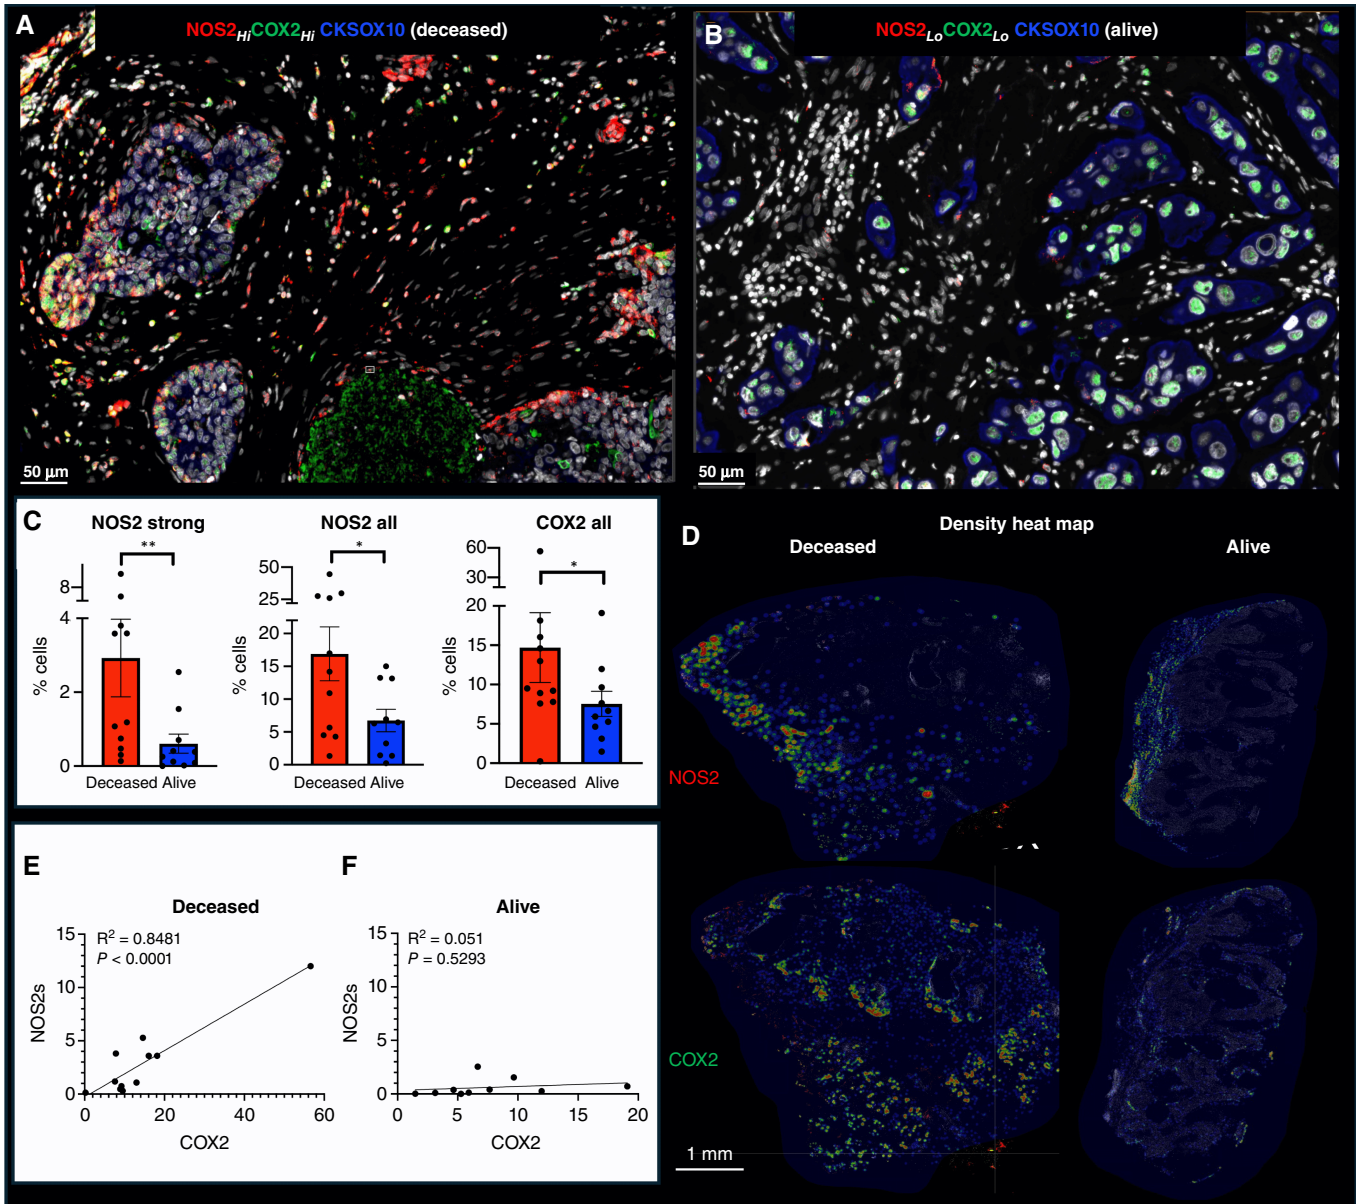 A
NOS2HiCOX2Hi CKSOX10 (deceased)
50 µm
B
NOS2LoCOX2Lo CKSOX10 (alive)
50 µm
C
NOS2 strong
**
% cells
8
4
2
0
Deceased Alive
NOS2 all
*
% cells
50
25
20
15
10
5
0
Deceased Alive
COX2 all
*
% cells
60
30
20
15
10
5
0
Deceased Alive
D
Density heat map
Deceased
Alive
NOS2
COX2
1 mm
E
Deceased
R2 = 0.8481
P < 0.0001
NOS2s
15
10
5
0
0 20 40 60
COX2
F
Alive
R2 = 0.051
P = 0.5293
NOS2s
15
10
5
0
0 5 10 15 20
COX2